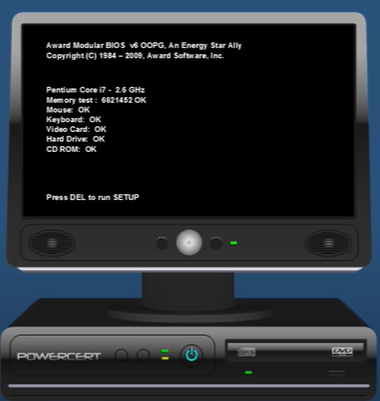 Award Modular BIOS v6 OOPG, An Energy Star Ally
Copyright (C) 1984 – 2009, Award Software, Inc.
Pentium Core i7 - 2.6 GHz
Memory test : 6621452 OK
Mouse: OK
Keyboard: OK
Video Card: OK
Hard Drive: OK
CD ROM: OK
Press DEL to run SETUP
POWERCERT
DVD